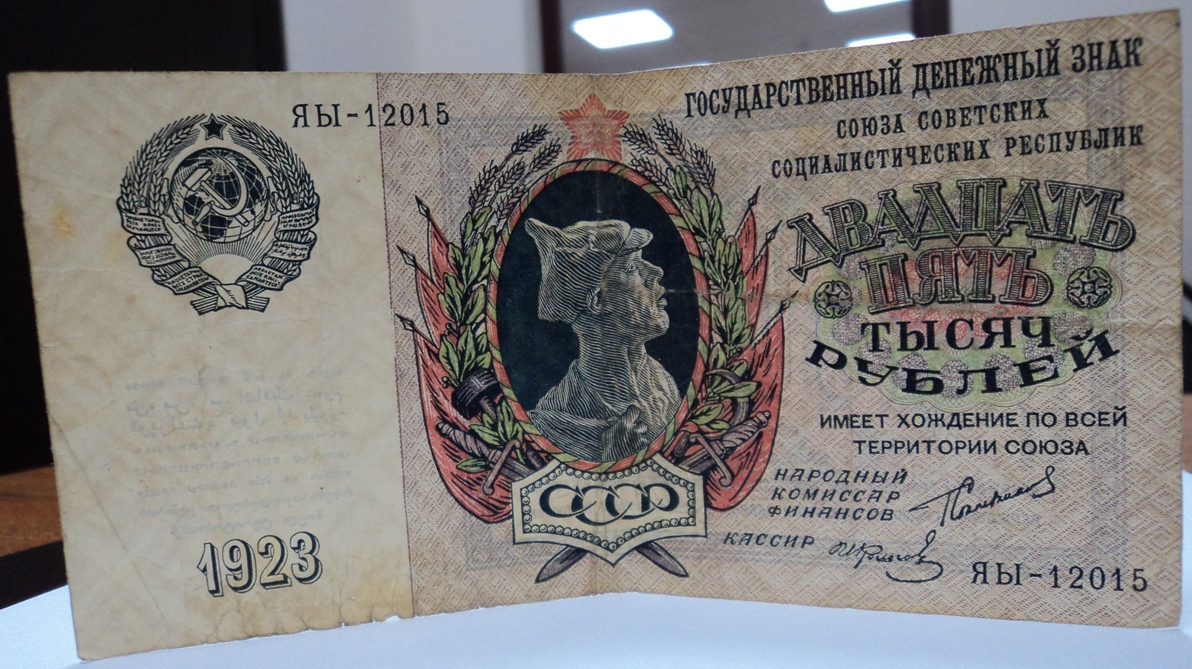 ЯЫ-12015
1923
СССР
ГОСУДАРСТВЕННЫЙ ДЕНЕЖНЫЙ ЗНАК
СОЮЗА СОВЕТСКИХ
СОЦИАЛИСТИЧЕСКИХ РЕСПУБЛИК
ДВАДЦАТЬ
ПЯТЬ
ТЫСЯЧ
РУБЛЕЙ
ИМЕЕТ ХОЖДЕНИЕ ПО ВСЕЙ
ТЕРРИТОРИИ СОЮЗА
НАРОДНЫЙ
КОМИССАР
ФИНАНСОВ
КАССИР
ЯЫ-12015